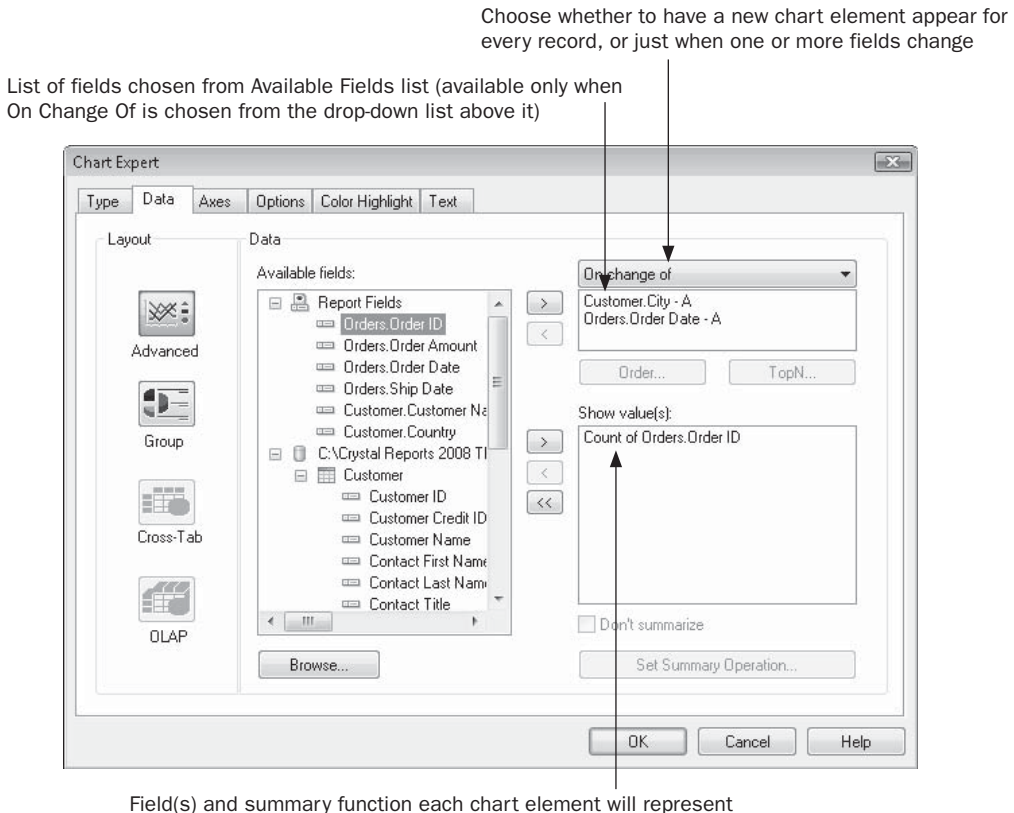 Choose whether to have a new chart element appear for
every record, or just when one or more fields change
List of fields chosen from Available Fields list (available only when
On Change Of is chosen from the drop-down list above it)
Chart Expert
Type Data Axes Options Color Highlight Text
Layout
Advanced
Group
Cross-Tab
OLAP
Data
Available fields:
Report Fields
Orders.Order ID
Orders.Order Amount
Orders.Order Date
Orders.Ship Date
Customer.Customer Na
Customer.Country
C:\Crystal Reports 2008 T
Customer
Customer ID
Customer Credit ID
Customer Name
Contact First Name
Contact Last Nam
Contact Title
Browse...
>
<
On change of
Customer.City - A
Orders.Order Date - A
Order... TopN...
Show value(s):
>
<
<<
Count of Orders.Order ID
Don't summarize
Set Summary Operation...
OK Cancel Help
Field(s) and summary function each chart element will represent